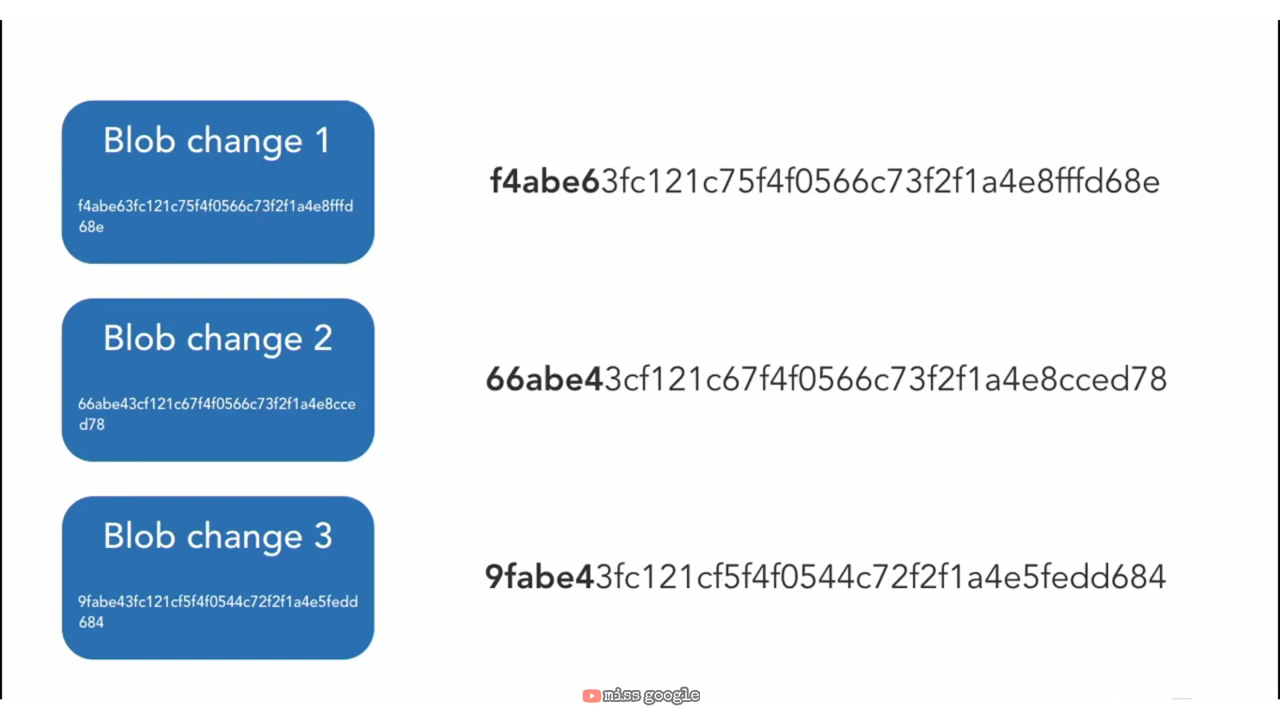 Blob change 1
f4abe63fc121c75f4f0566c73f2f1a4e8fffd
68e
f4abe63fc121c75f4f0566c73f2f1a4e8fffd68e
Blob change 2
66abe43cf121c67f4f0566c73f2f1a4e8cce
d78
66abe43cf121c67f4f0566c73f2f1a4e8cced78
Blob change 3
9fabe43fc121cf5f4f0544c72f2f1a4e5fedd
684
9fabe43fc121cf5f4f0544c72f2f1a4e5fedd684
miss google